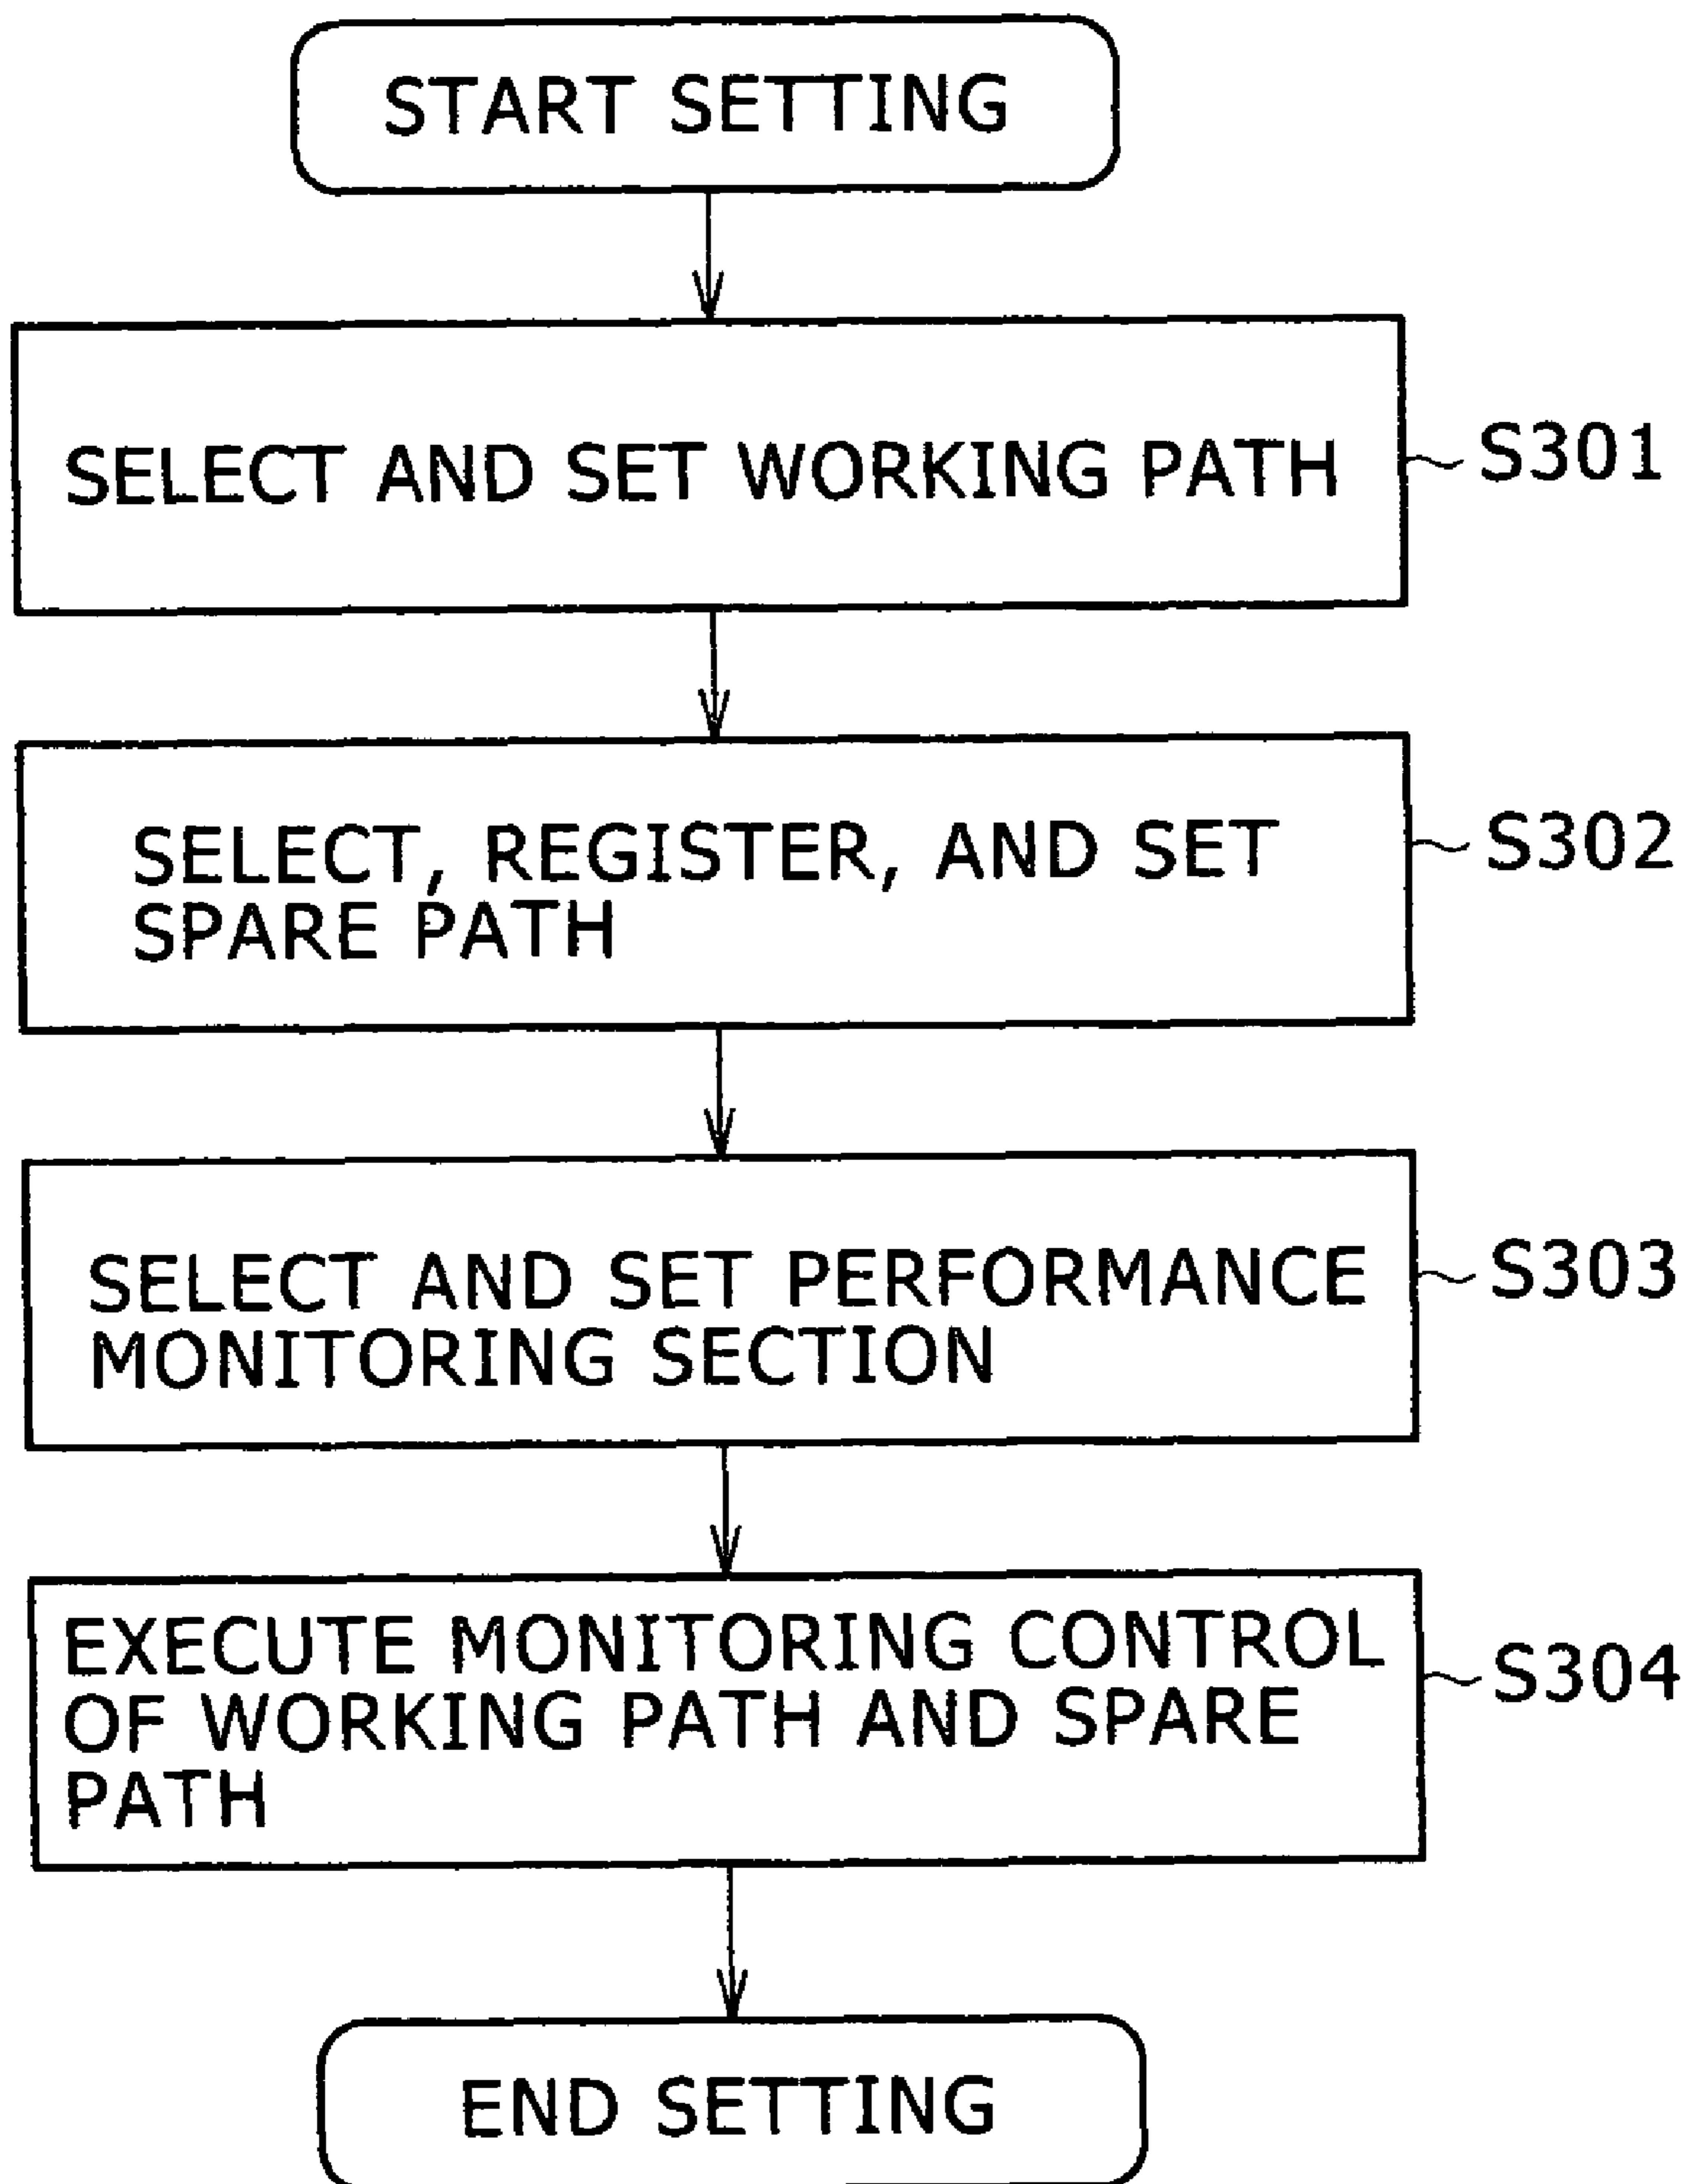 START SETTING
SELECT AND SET WORKING PATH
S301
SELECT, REGISTER, AND SET
SPARE PATH
S302
SELECT AND SET PERFORMANCE
MONITORING SECTION
S303
EXECUTE MONITORING CONTROL
OF WORKING PATH AND SPARE
PATH
S304
END SETTING